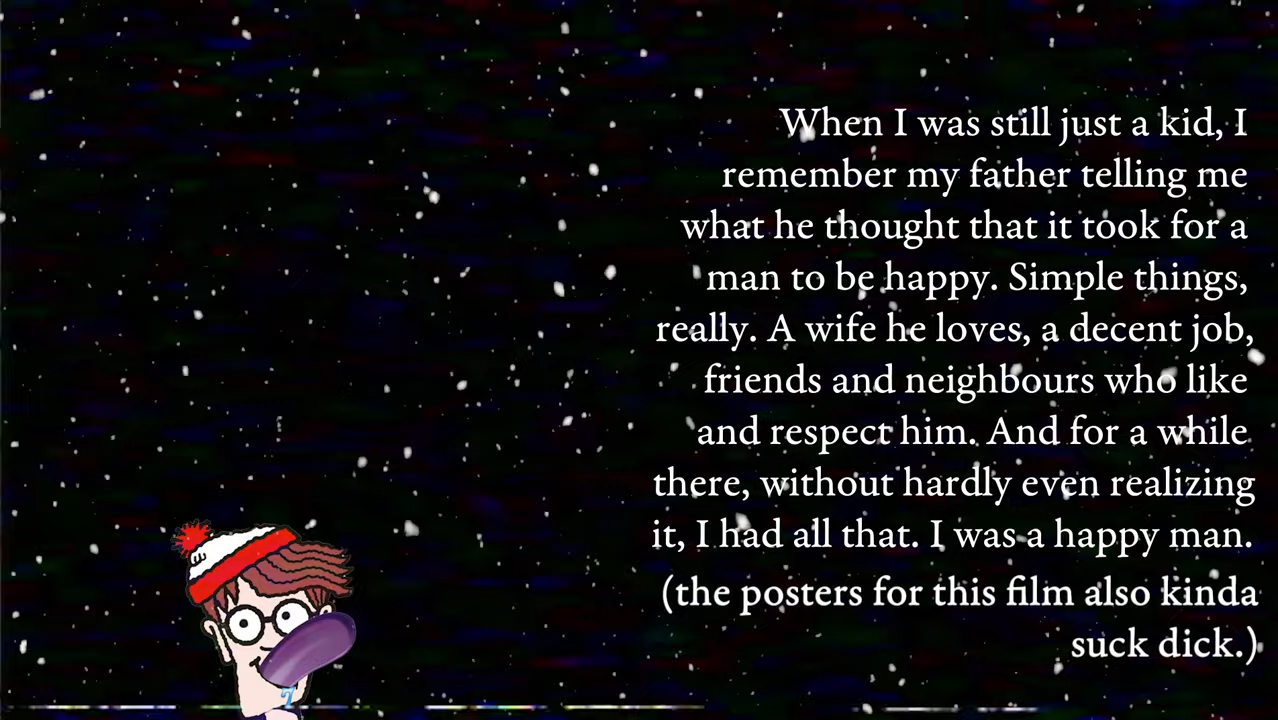 When I was still just a kid, I
remember my father telling me
what he thought that it took for a
man to be happy. Simple things,
really. A wife he loves, a decent job,
friends and neighbours who like
and respect him. And for a while
there, without hardly even realizing
it, I had all that. I was a happy man.
(the posters for this film also kinda
suck dick.)